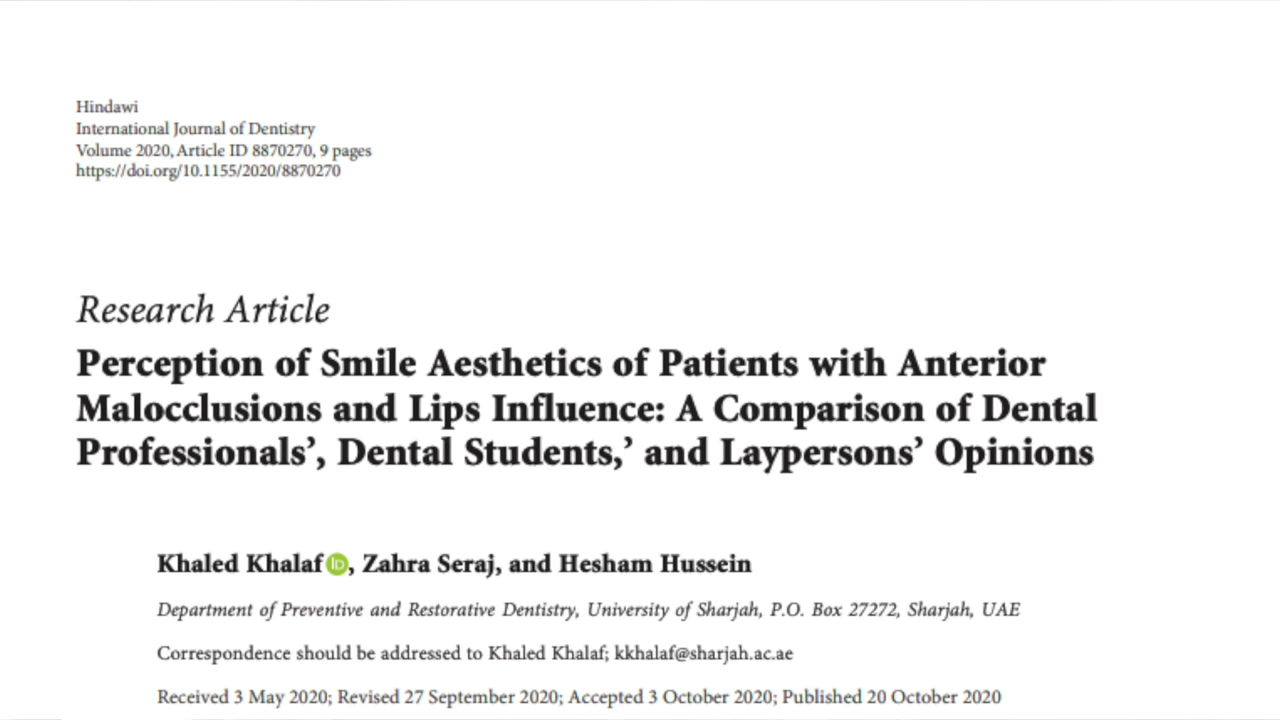 Hindawi
International Journal of Dentistry
Volume 2020, Article ID 8870270, 9 pages
https://doi.org/10.1155/2020/8870270
Research Article
Perception of Smile Aesthetics of Patients with Anterior
Malocclusions and Lips Influence: A Comparison of Dental
Professionals’, Dental Students,’ and Laypersons’ Opinions
Khaled Khalaf iD, Zahra Seraj, and Hesham Hussein
Department of Preventive and Restorative Dentistry, University of Sharjah, P.O. Box 27272, Sharjah, UAE
Correspondence should be addressed to Khaled Khalaf; kkhalaf@sharjah.ac.ae
Received 3 May 2020; Revised 27 September 2020; Accepted 3 October 2020; Published 20 October 2020